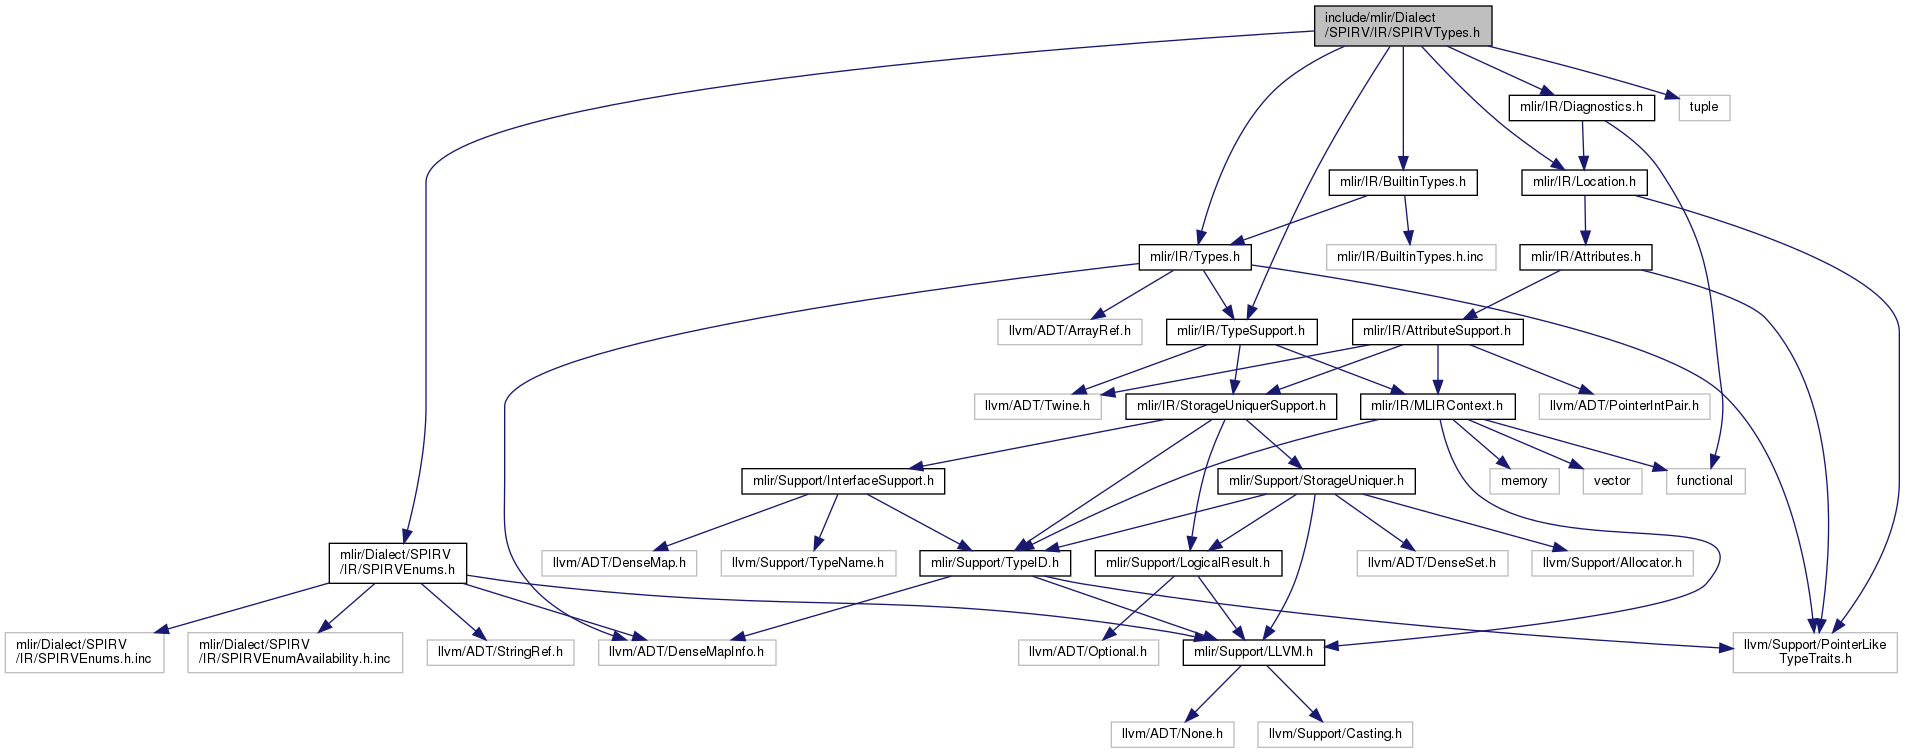 include/mlir/Dialect
/SPIRV/IR/SPIRVTypes.h
mlir/IR/Diagnostics.h
tuple
mlir/IR/BuiltinTypes.h
mlir/IR/Location.h
mlir/IR/Types.h
mlir/IR/BuiltinTypes.h.inc
mlir/IR/Attributes.h
llvm/ADT/ArrayRef.h
mlir/IR/TypeSupport.h
mlir/IR/AttributeSupport.h
llvm/ADT/Twine.h
mlir/IR/StorageUniquerSupport.h
mlir/IR/MLIRContext.h
llvm/ADT/PointerIntPair.h
mlir/Support/InterfaceSupport.h
mlir/Support/StorageUniquer.h
memory
vector
functional
mlir/Dialect/SPIRV
/IR/SPIRVEnums.h
llvm/ADT/DenseMap.h
llvm/Support/TypeName.h
mlir/Support/TypeID.h
mlir/Support/LogicalResult.h
llvm/ADT/DenseSet.h
llvm/Support/Allocator.h
mlir/Dialect/SPIRV
/IR/SPIRVEnums.h.inc
mlir/Dialect/SPIRV
/IR/SPIRVEnumAvailability.h.inc
llvm/ADT/StringRef.h
llvm/ADT/DenseMapInfo.h
llvm/ADT/Optional.h
mlir/Support/LLVM.h
llvm/Support/PointerLike
TypeTraits.h
llvm/ADT/None.h
llvm/Support/Casting.h